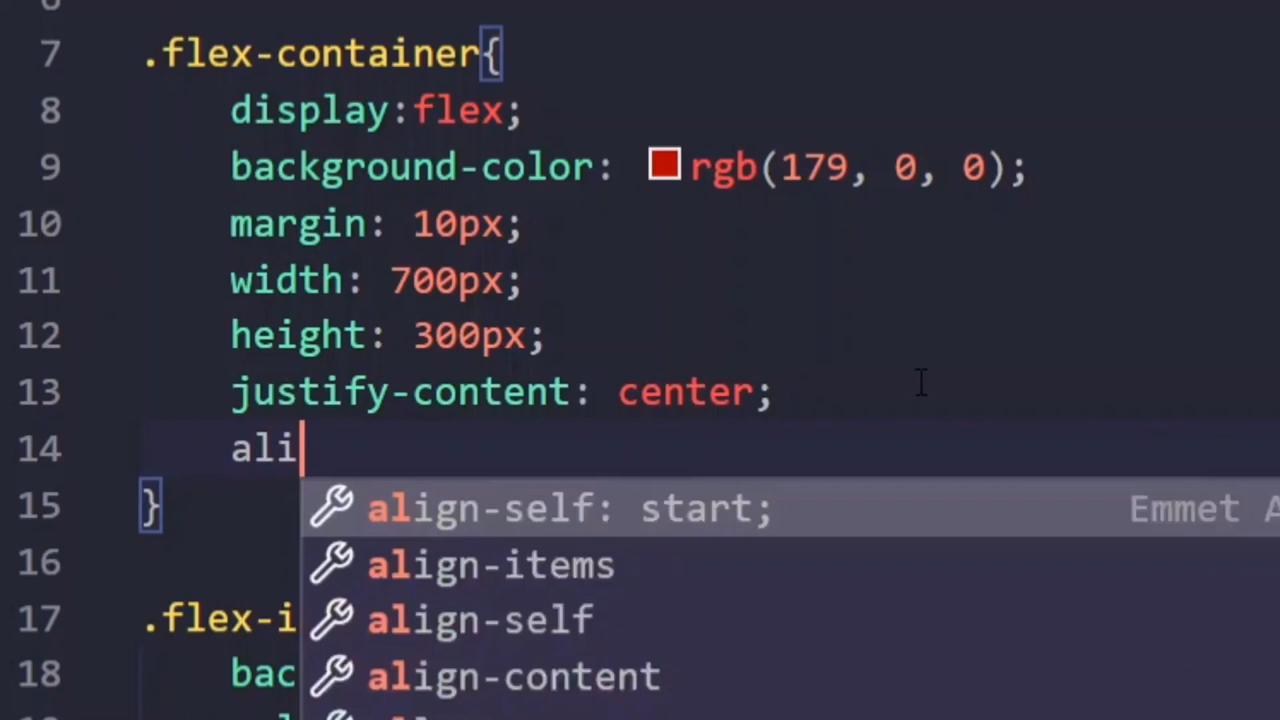 7 .flex-container{
8 display:flex;
9 background-color: rgb(179, 0, 0);
10 margin: 10px;
11 width: 700px;
12 height: 300px;
13 justify-content: center;
14 ali
15 } align-self: start; Emmet A
16 align-items
17 .flex-i align-self
18 bac align-content